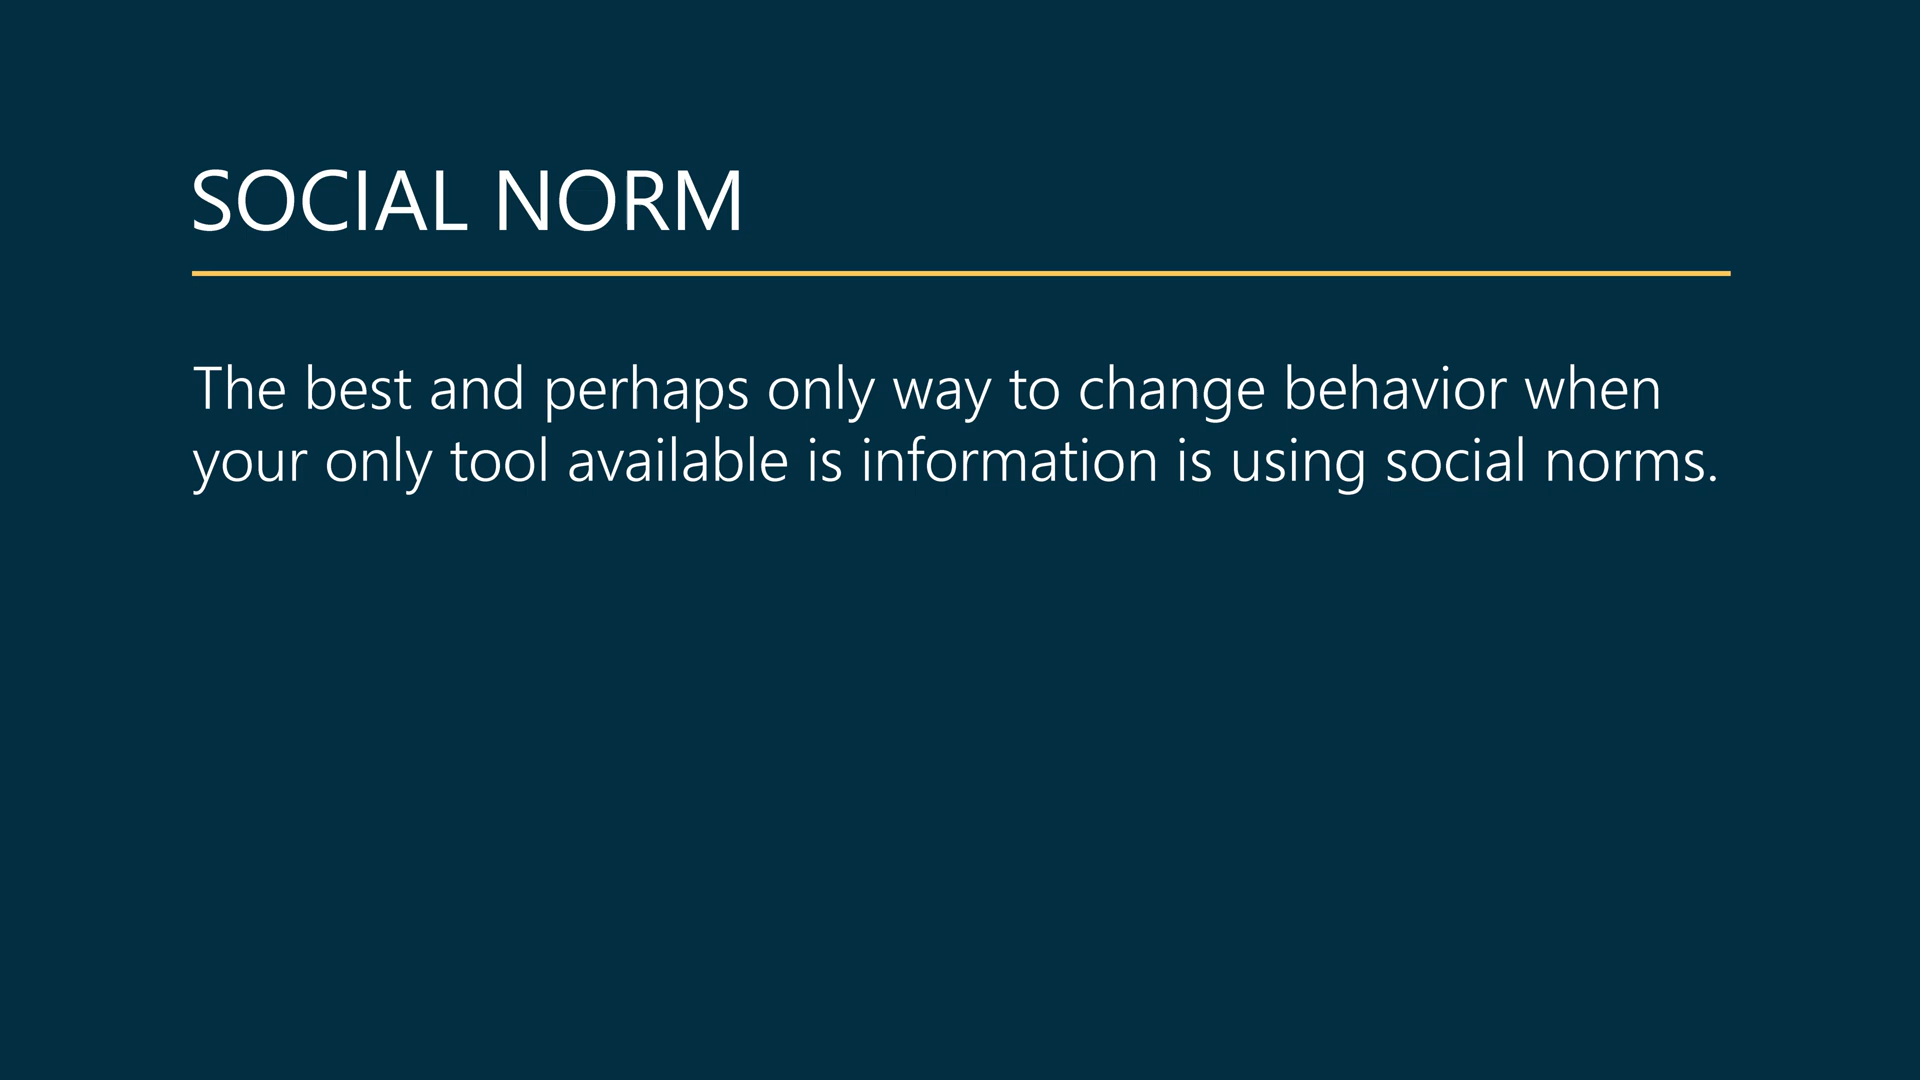 SOCIAL NORM
The best and perhaps only way to change behavior when
your only tool available is information is using social norms.